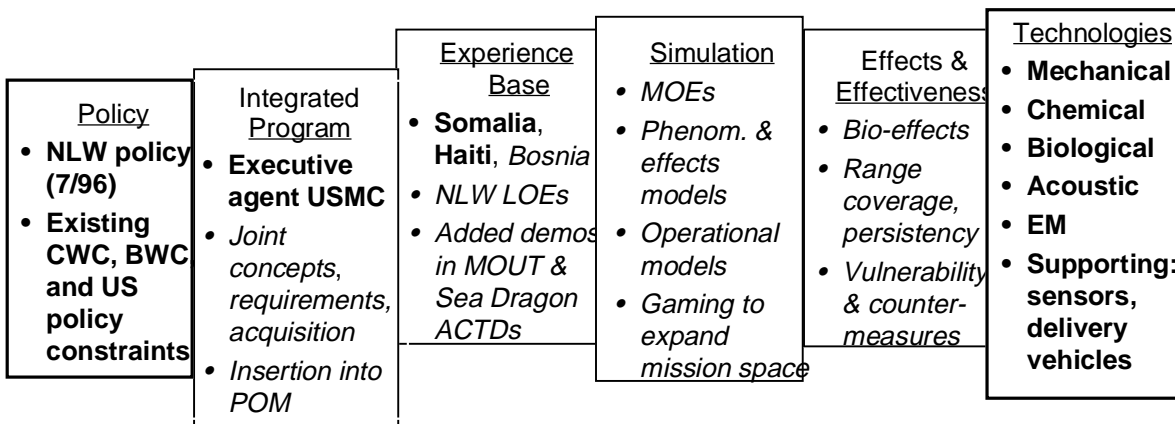 Policy
• NLW policy
(7/96)
• Existing
CWC, BWC
and US
policy
constraints
Integrated
Program
• Executive
agent USMC
• Joint
concepts,
requirements,
acquisition
• Insertion into
POM
Experience
Base
• Somalia,
Haiti, Bosnia
• NLW LOEs
• Added demos
in MOUT &
Sea Dragon
ACTDs
Simulation
• MOEs
• Phenom. &
effects
models
• Operational
models
• Gaming to
expand
mission space
Effects &
Effectiveness
• Bio-effects
• Range
coverage,
persistency
• Vulnerability
& counter-
measures
Technologies
• Mechanical
• Chemical
• Biological
• Acoustic
• EM
• Supporting:
sensors,
delivery
vehicles